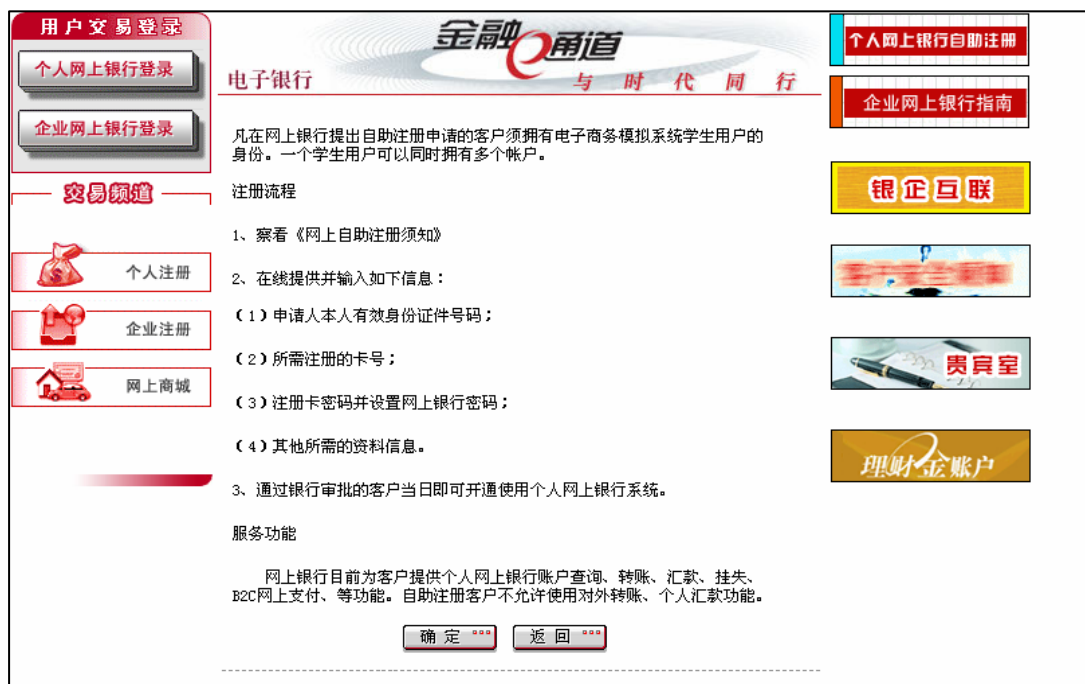 用户交易登录
个人网上银行登录
企业网上银行登录
交易频道
个人注册
企业注册
网上商城
金融e通道
电子银行
与时代同行
凡在网上银行提出自助注册申请的客户须拥有电子商务模拟系统学生用户的
身份。一个学生用户可以同时拥有多个帐户。
注册流程
1、察看《网上自助注册须知》
2、在线提供并输入如下信息：
（1）申请人本人有效身份证件号码；
（2）所需注册的卡号；
（3）注册卡密码并设置网上银行密码；
（4）其他所需的资料信息。
3、通过银行审批的客户当日即可开通使用个人网上银行系统。
服务功能
网上银行目前为客户提供个人网上银行账户查询、转账、汇款、挂失、
B2C网上支付、等功能。自助注册客户不允许使用对外转账、个人汇款功能。
确定
返回
个人网上银行自助注册
企业网上银行指南
银企互联
贵宾室
理财金账户